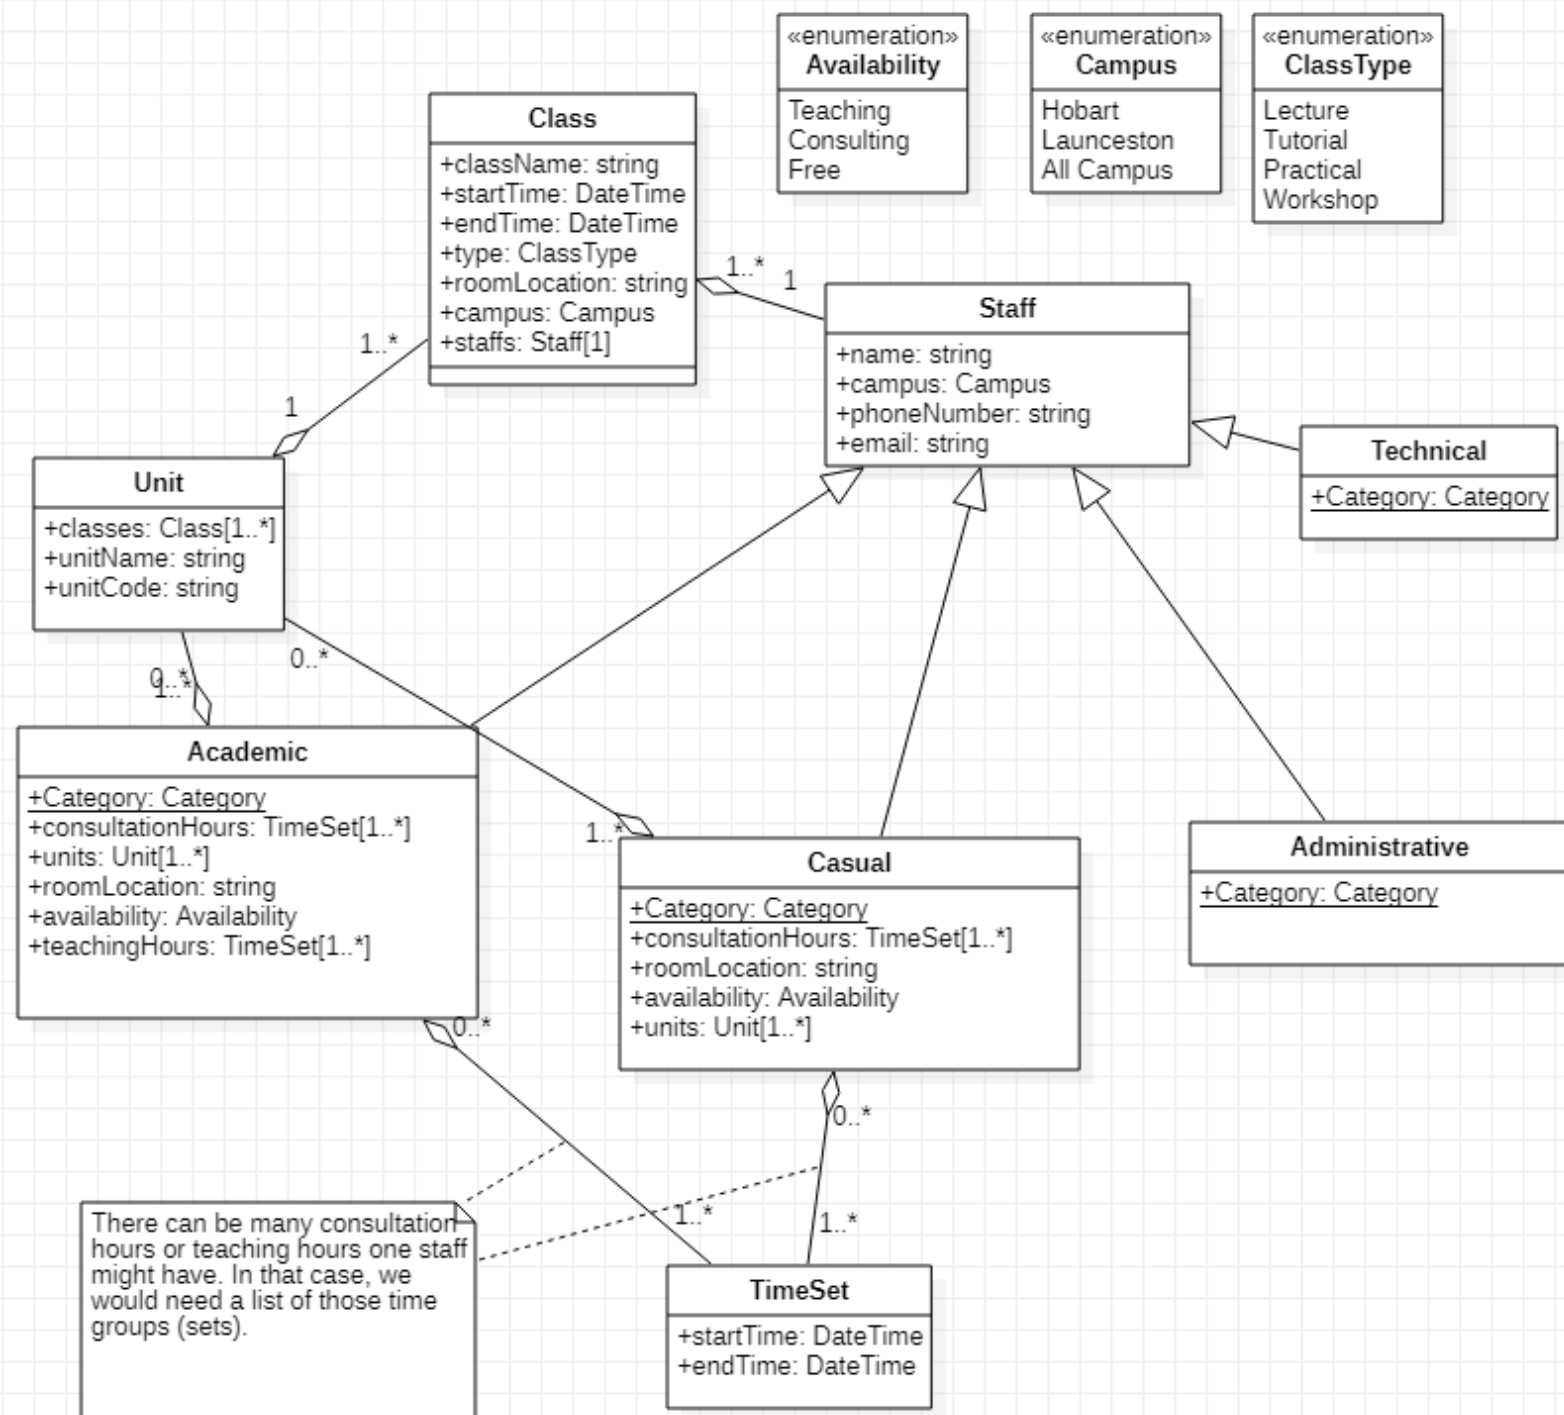 «enumeration»
Availability
Teaching
Consulting
Free
«enumeration»
Campus
Hobart
Launceston
All Campus
«enumeration»
ClassType
Lecture
Tutorial
Practical
Workshop
Class
+className: string
+startTime: DateTime
+endTime: DateTime
+type: ClassType
+roomLocation: string
+campus: Campus
+staffs: Staff[1]
1..*
1
Staff
+name: string
+campus: Campus
+phoneNumber: string
+email: string
1..*
1
Technical
+Category: Category
Unit
+classes: Class[1..*]
+unitName: string
+unitCode: string
0..*
1..*
0..*
1..*
Academic
+Category: Category
+consultationHours: TimeSet[1..*]
+units: Unit[1..*]
+roomLocation: string
+availability: Availability
+teachingHours: TimeSet[1..*]
Casual
+Category: Category
+consultationHours: TimeSet[1..*]
+roomLocation: string
+availability: Availability
+units: Unit[1..*]
Administrative
+Category: Category
0..*
0..*
1..*
1..*
There can be many consultation
hours or teaching hours one staff
might have. In that case, we
would need a list of those time
groups (sets).
TimeSet
+startTime: DateTime
+endTime: DateTime